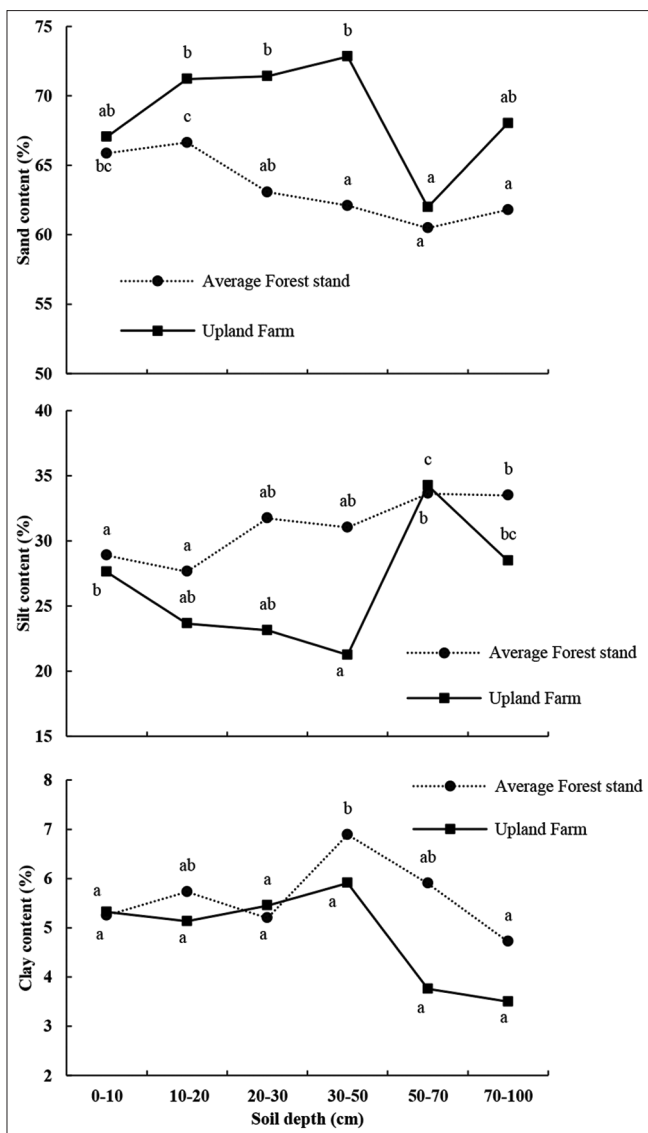 75
b
b
b
ab
c
ab
70
65
bc
ab
a
a
a
60
a
55
50
Sand content (%)
Average Forest stand
Upland Farm
40
c
b
35
ab
ab
a
a
b
bc
30
b
ab
ab
25
20
a
15
Silt content (%)
Average Forest stand
Upland Farm
8
Average Forest stand
7
b
Upland Farm
ab
ab
6
a
a
a
5
a
a
a
a
4
3
a
a
2
Clay content (%)
0-10 10-20 20-30 30-50 50-70 70-100
Soil depth (cm)